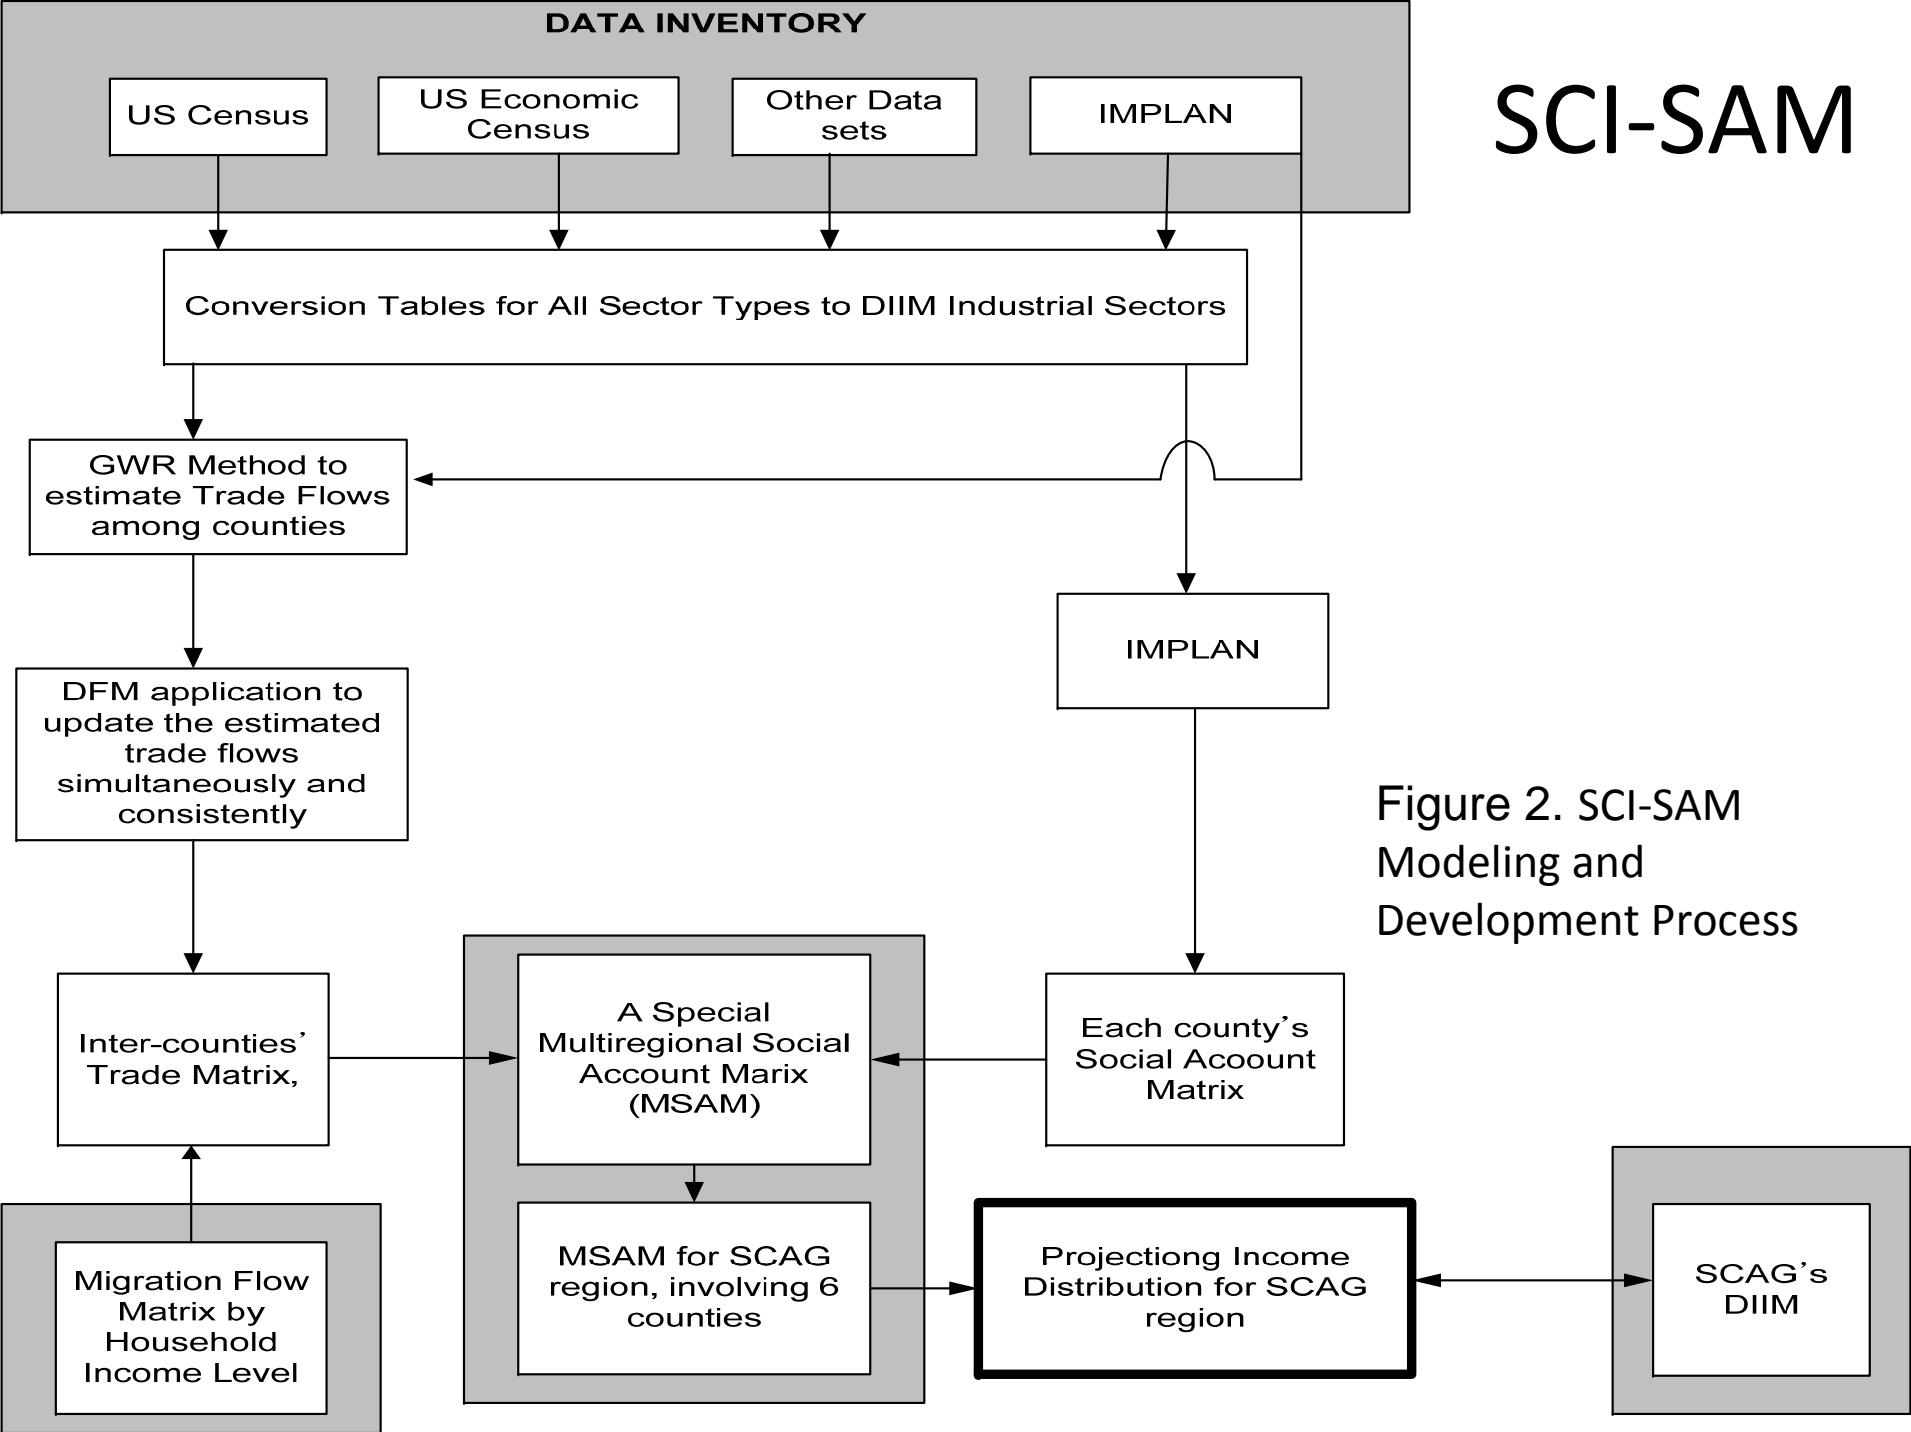 DATA INVENTORY
SCI-SAM
US Census
US Economic
Census
Other Data
sets
IMPLAN
Conversion Tables for All Sector Types to DIIM Industrial Sectors
GWR Method to
estimate Trade Flows
among counties
IMPLAN
DFM application to
update the estimated
trade flows
simultaneously and
consistently
Figure 2. SCI-SAM
Modeling and
Development Process
Inter-counties’
Trade Matrix,
A Special
Multiregional Social
Account Marix
(MSAM)
Each county’s
Social Acoount
Matrix
Migration Flow
Matrix by
Household
Income Level
MSAM for SCAG
region, involving 6
counties
Projectiong Income
Distribution for SCAG
region
SCAG’s
DIIM